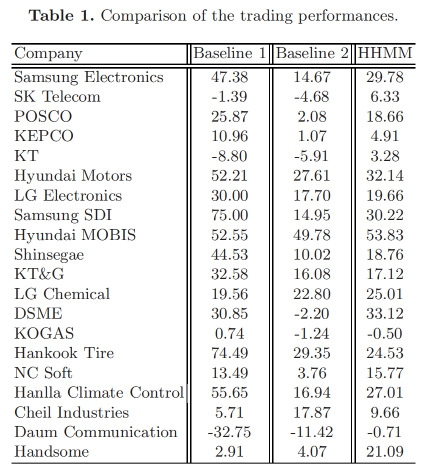 Table 1. Comparison of the trading performances.
Company Baseline 1 Baseline 2 HHMM
Samsung Electronics 47.38 14.67 29.78
SK Telecom -1.39 -4.68 6.33
POSCO 25.87 2.08 18.66
KEPCO 10.96 1.07 4.91
KT -8.80 -5.91 3.28
Hyundai Motors 52.21 27.61 32.14
LG Electronics 30.00 17.70 19.66
Samsung SDI 75.00 14.95 30.22
Hyundai MOBIS 52.55 49.78 53.83
Shinsegae 44.53 10.02 18.76
KT&G 32.58 16.08 17.12
LG Chemical 19.56 22.80 25.01
DSME 30.85 -2.20 33.12
KOGAS 0.74 -1.24 -0.50
Hankook Tire 74.49 29.35 24.53
NC Soft 13.49 3.76 15.77
Hanlla Climate Control 55.65 16.94 27.01
Cheil Industries 5.71 17.87 9.66
Daum Communication -32.75 -11.42 -0.71
Handsome 2.91 4.07 21.09